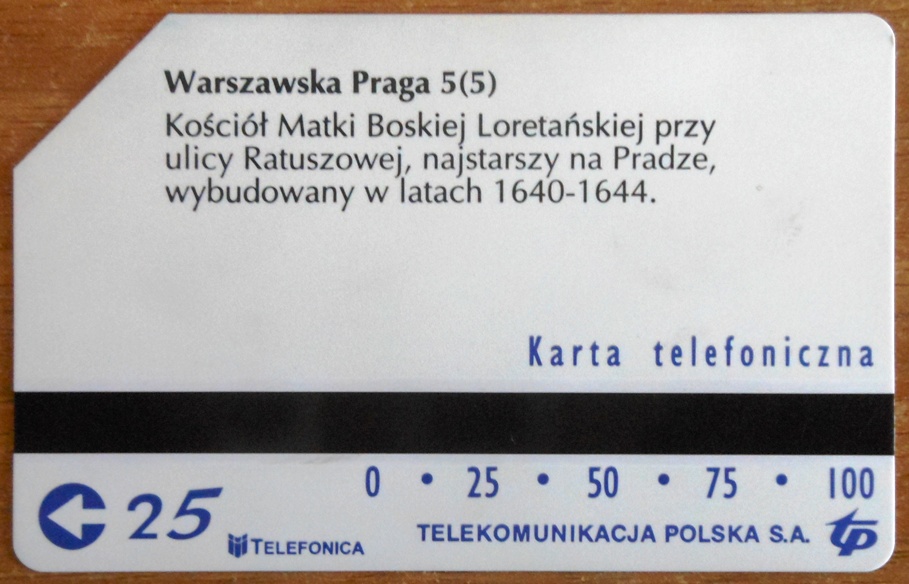 Warszawska Praga 5(5)
Kościół Matki Boskiej Loretańskiej przy
ulicy Ratuszowej, najstarszy na Pradze,
wybudowany w latach 1640-1644.
Karta telefoniczna
0 • 25 • 50 • 75 • 100
25
TELEFONICA
TELEKOMUNIKACJA POLSKA S.A. tp